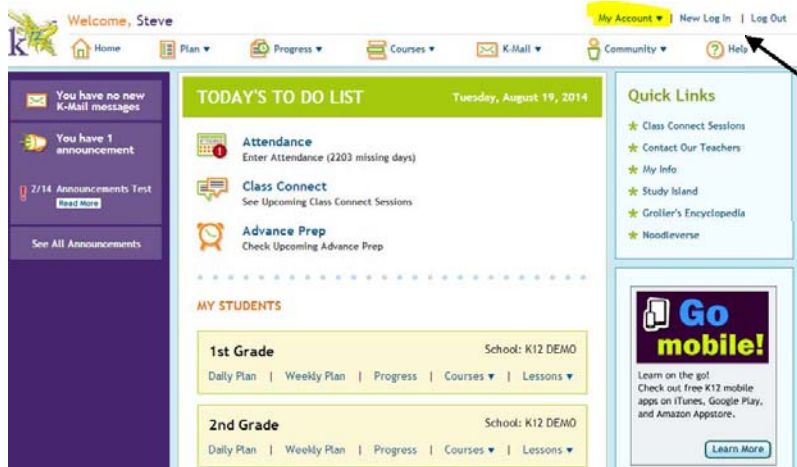 Welcome, Steve
My Account ▼ | New Log In | Log Out
k12
Home
Plan ▼
Progress ▼
Courses ▼
K-Mail ▼
Community ▼
? Help
You have no new
K-Mail messages
You have 1
announcement
2/14 Announcements Test
Read More
See All Announcements
TODAY'S TO DO LIST
Tuesday, August 19, 2014
Attendance
Enter Attendance (2203 missing days)
Class Connect
See Upcoming Class Connect Sessions
Advance Prep
Check Upcoming Advance Prep
MY STUDENTS
1st Grade
School: K12 DEMO
Daily Plan | Weekly Plan | Progress | Courses ▼ | Lessons ▼
2nd Grade
School: K12 DEMO
Daily Plan | Weekly Plan | Progress | Courses ▼ | Lessons ▼
Quick Links
Class Connect Sessions
Contact Our Teachers
My Info
Study Island
Grolier's Encyclopedia
Noodleverse
Go
mobile!
Learn on the go!
Check out free K12 mobile
apps on iTunes, Google Play,
and Amazon Appstore.
Learn More